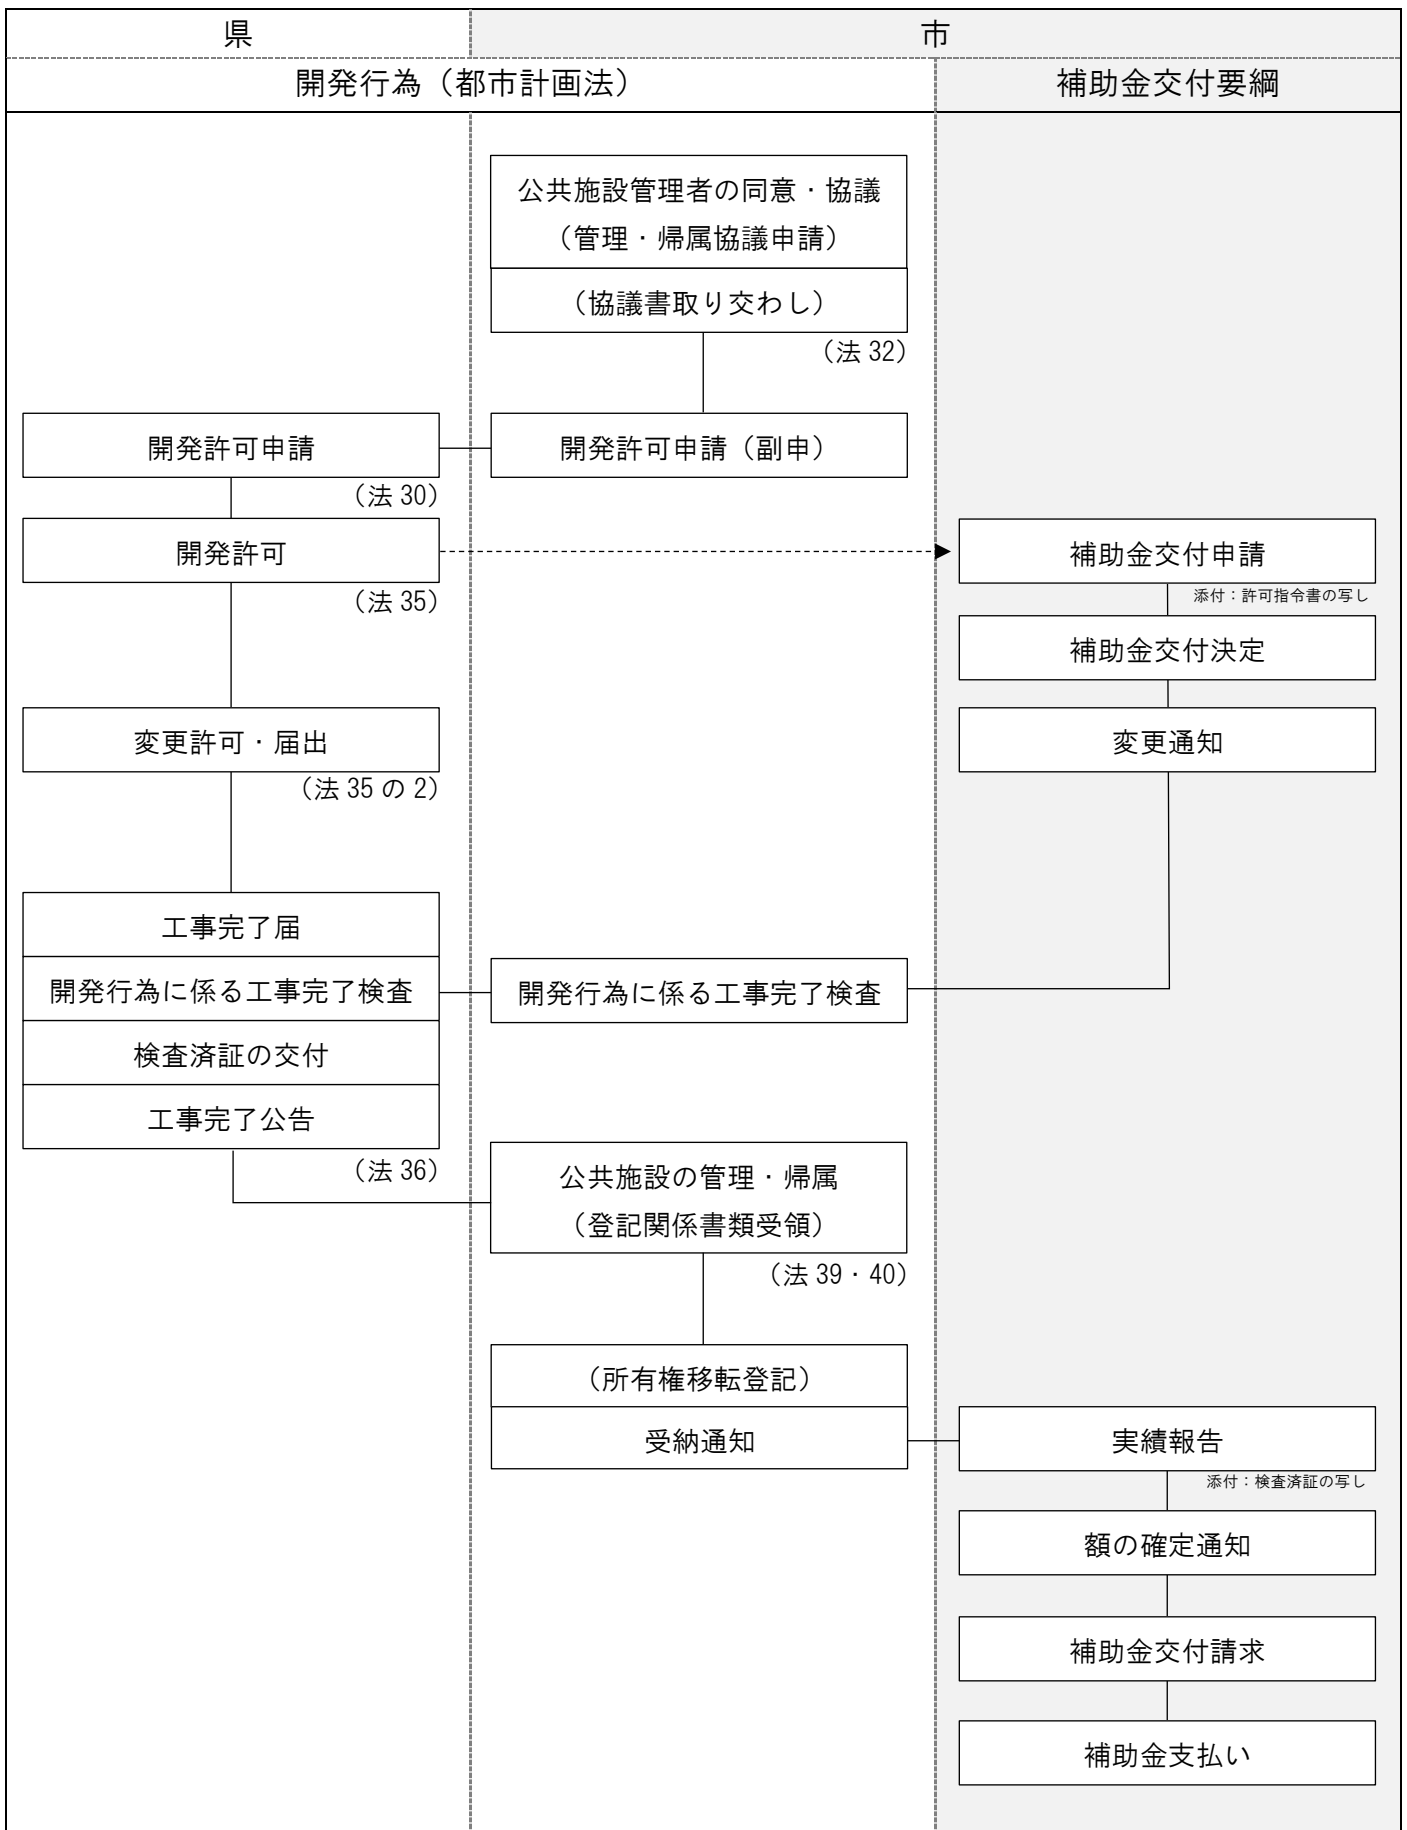 県
市
開発行為（都市計画法）
補助金交付要綱
公共施設管理者の同意・協議
（管理・帰属協議申請）
（協議書取り交わし）
（法 32）
開発許可申請
開発許可申請（副申）
（法 30）
開発許可
補助金交付申請
（法 35）
添付：許可指令書の写し
補助金交付決定
変更許可・届出
変更通知
（法 35 の 2）
工事完了届
開発行為に係る工事完了検査
開発行為に係る工事完了検査
検査済証の交付
工事完了公告
（法 36）
公共施設の管理・帰属
（登記関係書類受領）
（法 39・40）
（所有権移転登記）
受納通知
実績報告
添付：検査済証の写し
額の確定通知
補助金交付請求
補助金支払い